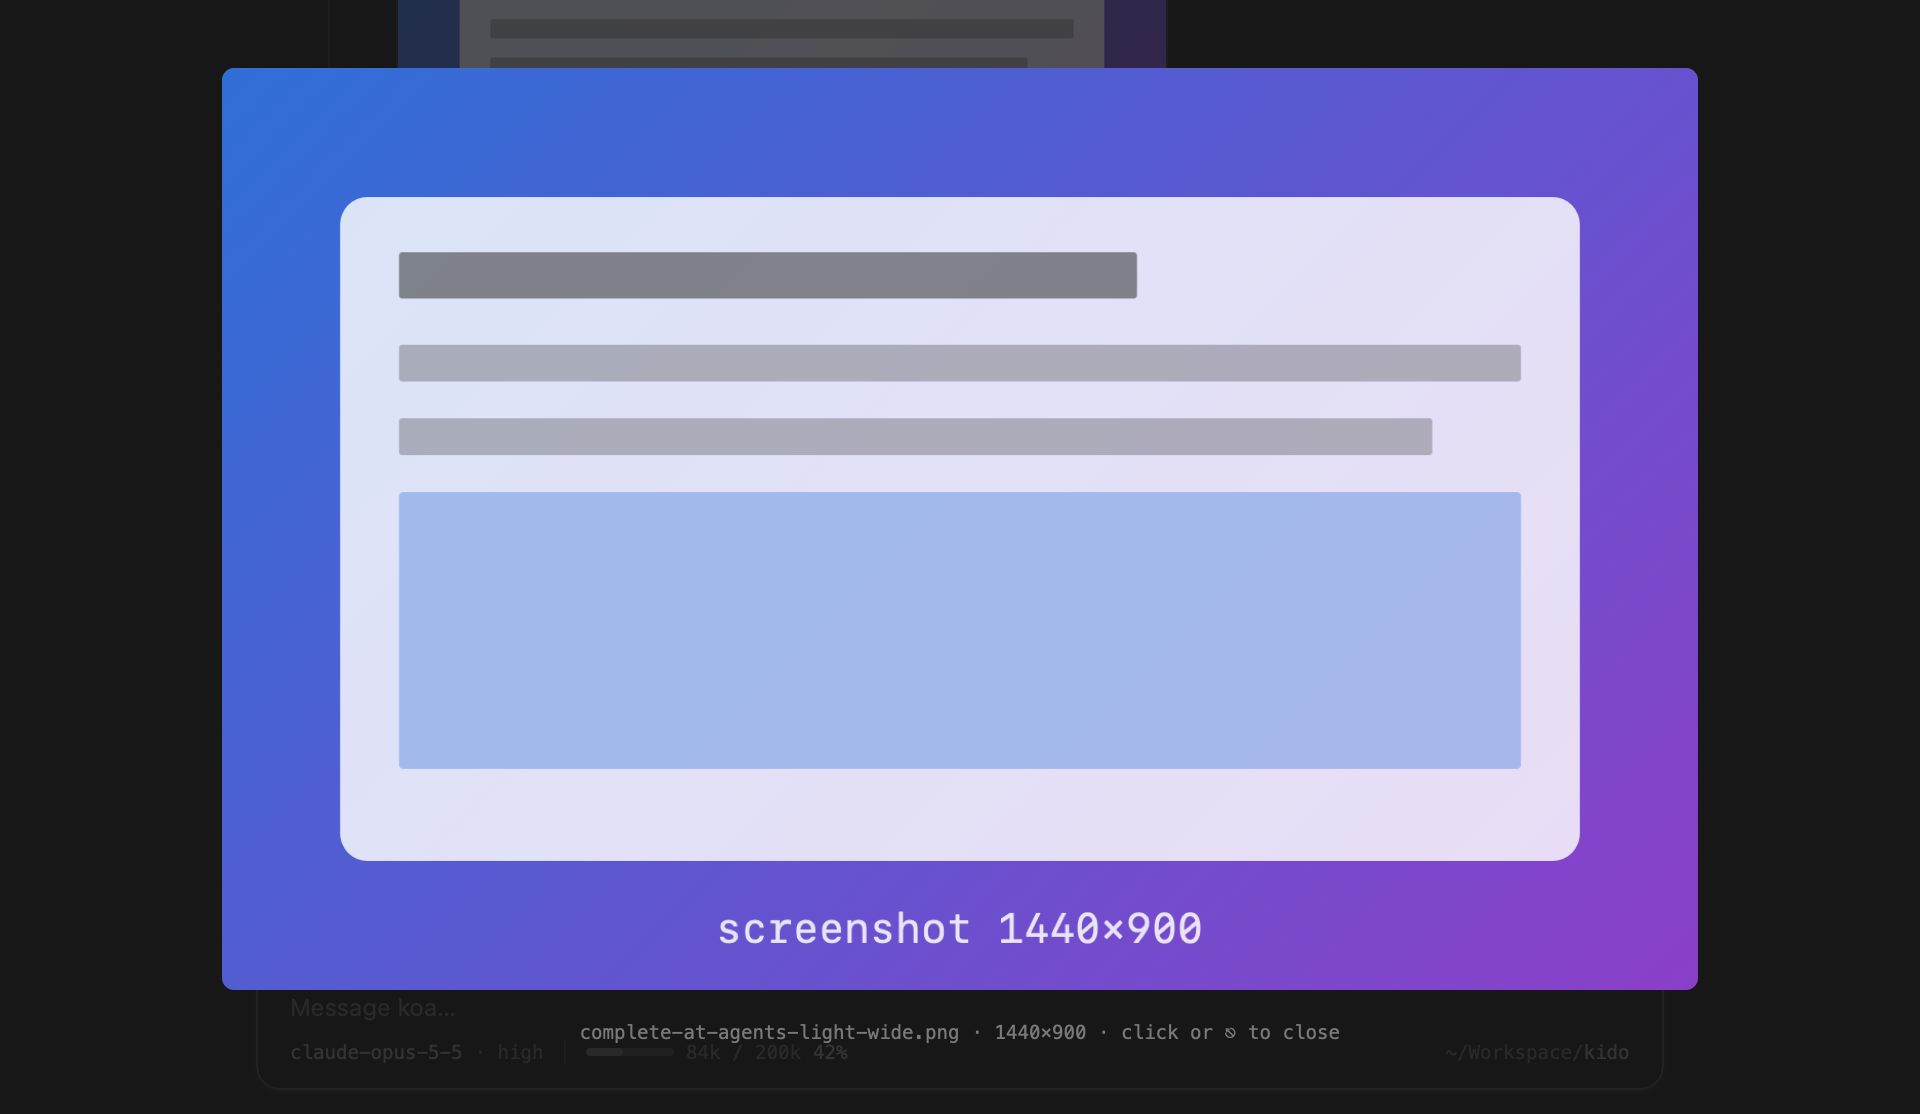 screenshot 1440×900
Message koa...
complete-at-agents-light-wide.png · 1440×900 · click or ⎋ to close
claude-opus-5-5 · high 84k / 200k 42% ~/Workspace/kido